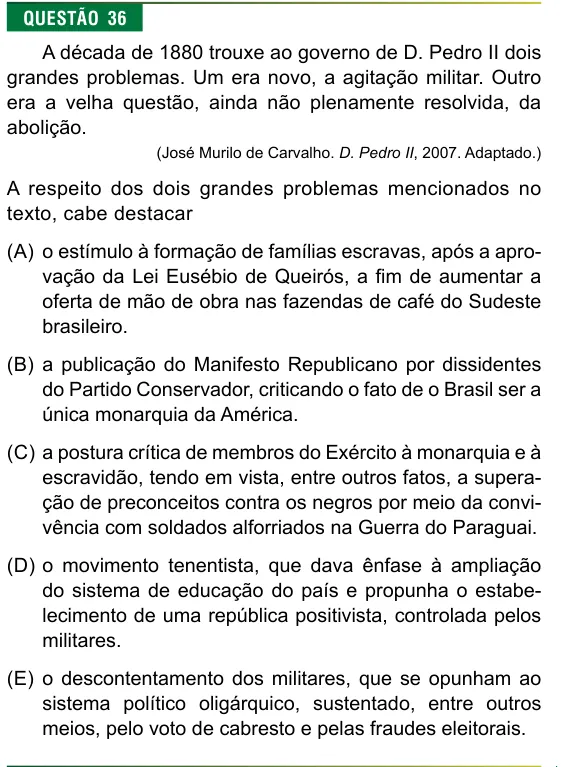 QUESTÃO 36
A década de 1880 trouxe ao governo de D. Pedro II dois
grandes problemas. Um era novo, a agitação militar. Outro
era a velha questão, ainda não plenamente resolvida, da
abolição.
(José Murilo de Carvalho. D. Pedro II, 2007. Adaptado.)
A respeito dos dois grandes problemas mencionados no
texto, cabe destacar
(A) o estímulo à formação de famílias escravas, após a apro-
vação da Lei Eusébio de Queirós, a fim de aumentar a
oferta de mão de obra nas fazendas de café do Sudeste
brasileiro.
(B) a publicação do Manifesto Republicano por dissidentes
do Partido Conservador, criticando o fato de o Brasil ser a
única monarquia da América.
(C) a postura crítica de membros do Exército à monarquia e à
escravidão, tendo em vista, entre outros fatos, a supera-
ção de preconceitos contra os negros por meio da convi-
vência com soldados alforriados na Guerra do Paraguai.
(D) o movimento tenentista, que dava ênfase à ampliação
do sistema de educação do país e propunha o estabe-
lecimento de uma república positivista, controlada pelos
militares.
(E) o descontentamento dos militares, que se opunham ao
sistema político oligárquico, sustentado, entre outros
meios, pelo voto de cabresto e pelas fraudes eleitorais.